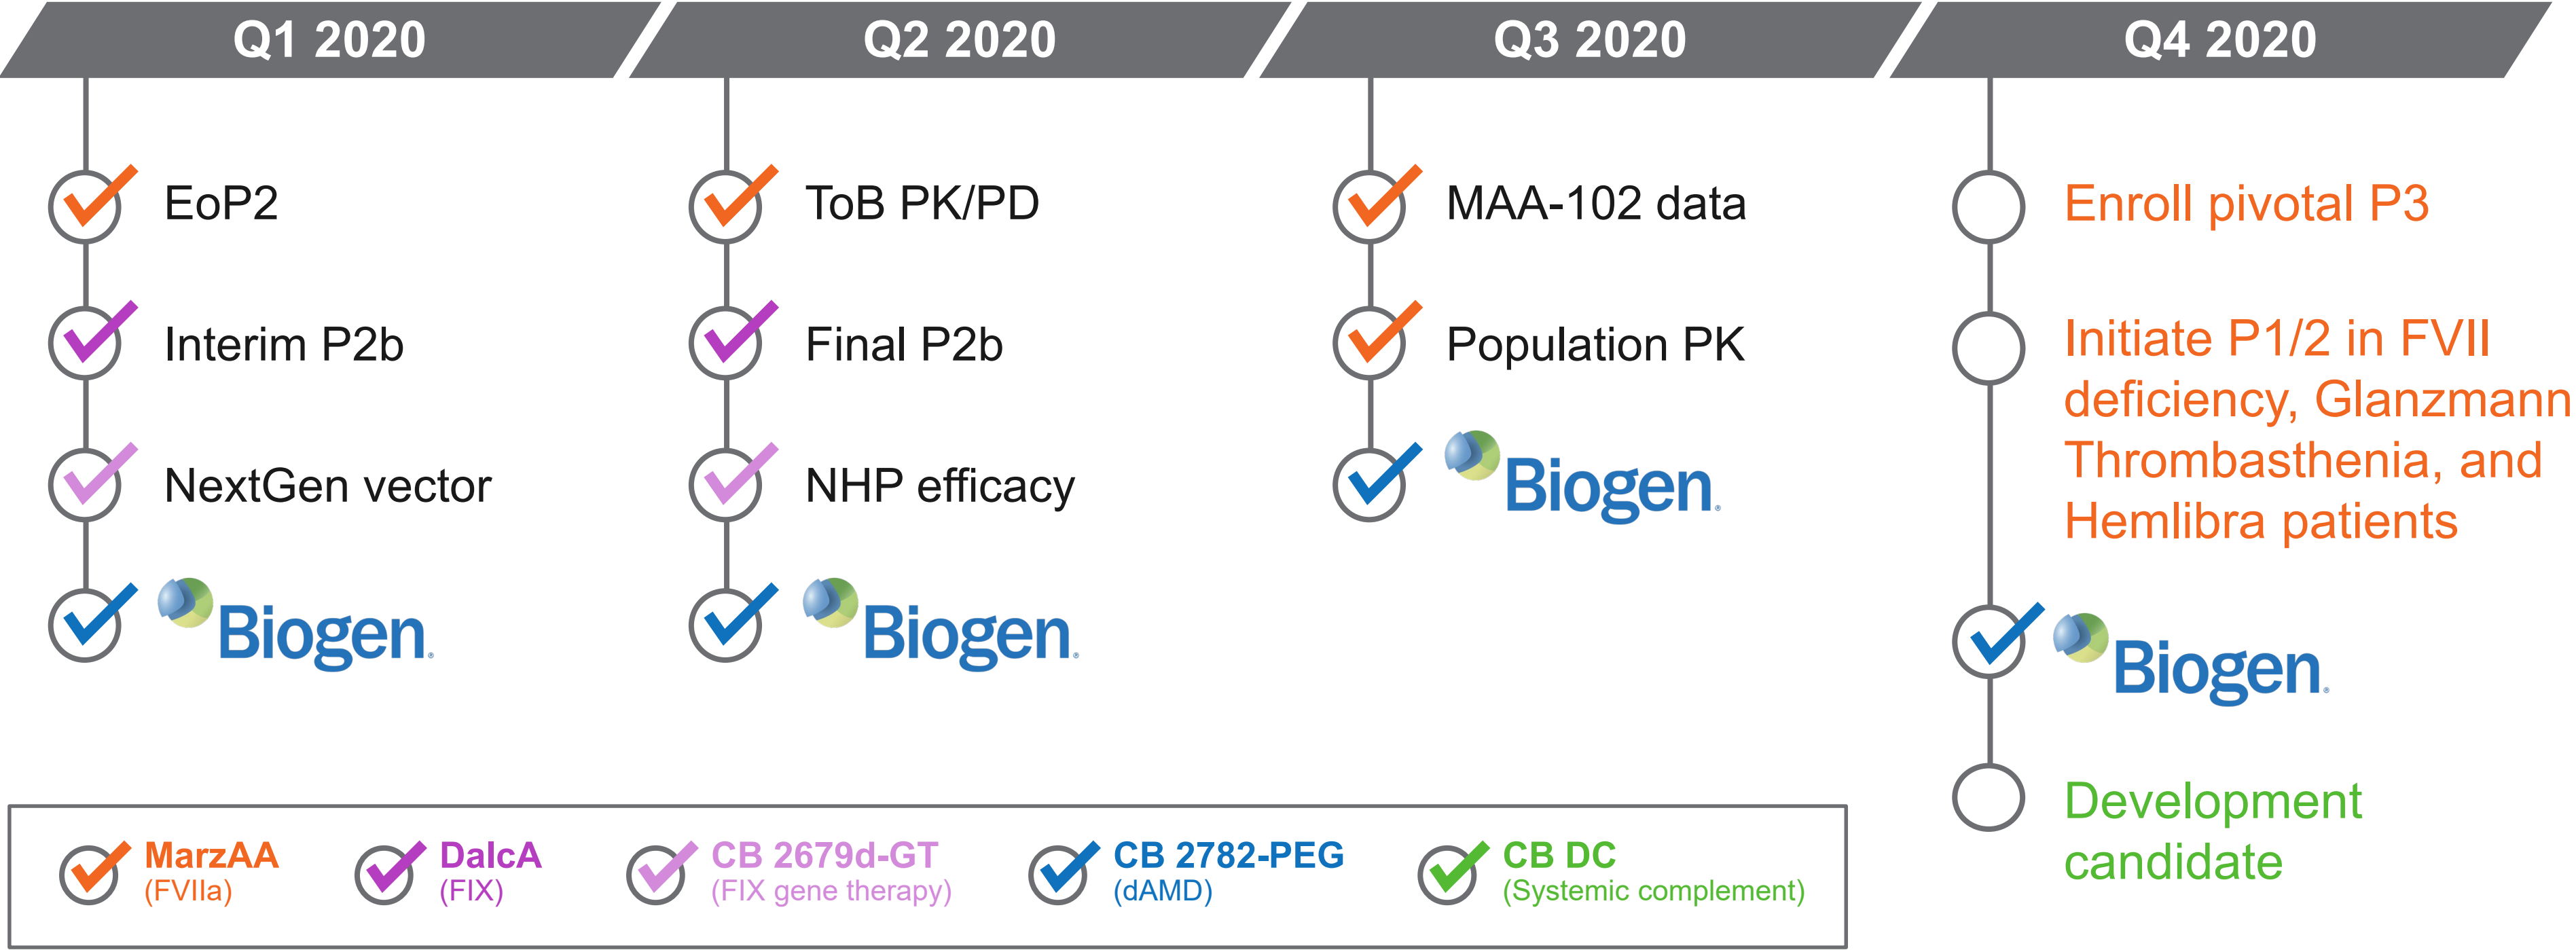 Q1 2020
Q2 2020
Q3 2020
Q4 2020
EoP2
Interim P2b
NextGen vector
Biogen®
ToB PK/PD
Final P2b
NHP efficacy
Biogen®
MAA-102 data
Population PK
Biogen®
Enroll pivotal P3
Initiate P1/2 in FVII
deficiency, Glanzmann
Thrombasthenia, and
Hemlibra patients
Biogen®
Development
candidate
MarzAA
(FVIIa)
DalcA
(FIX)
CB 2679d-GT
(FIX gene therapy)
CB 2782-PEG
(dAMD)
CB DC
(Systemic complement)